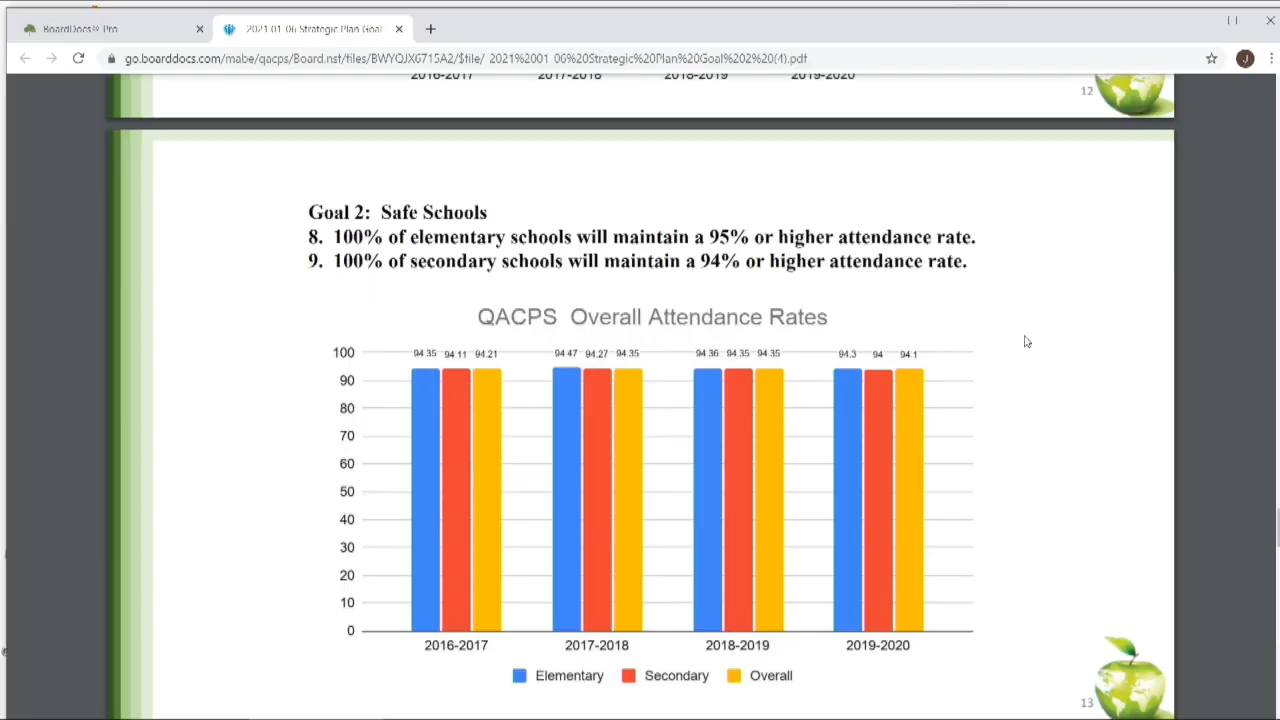 BoardDocs® Pro
2021 01 06 Strategic Plan Goal
go.boarddocs.com/mabe/qacps/Board.nsf/files/BWYQJX6715A2/$file/ 2021%2001 06%20Strategic%20Plan%20Goal%202%20(4).pdf
J
2016-2017 2017-2018 2018-2019 2019-2020
12
Goal 2: Safe Schools
8. 100% of elementary schools will maintain a 95% or higher attendance rate.
9. 100% of secondary schools will maintain a 94% or higher attendance rate.
QACPS Overall Attendance Rates
100
94.35 94.11 94.21 94.47 94.27 94.35 94.36 94.35 94.35 94.3 94 94.1
90
80
70
60
50
40
30
20
10
0
2016-2017 2017-2018 2018-2019 2019-2020
Elementary Secondary Overall
13